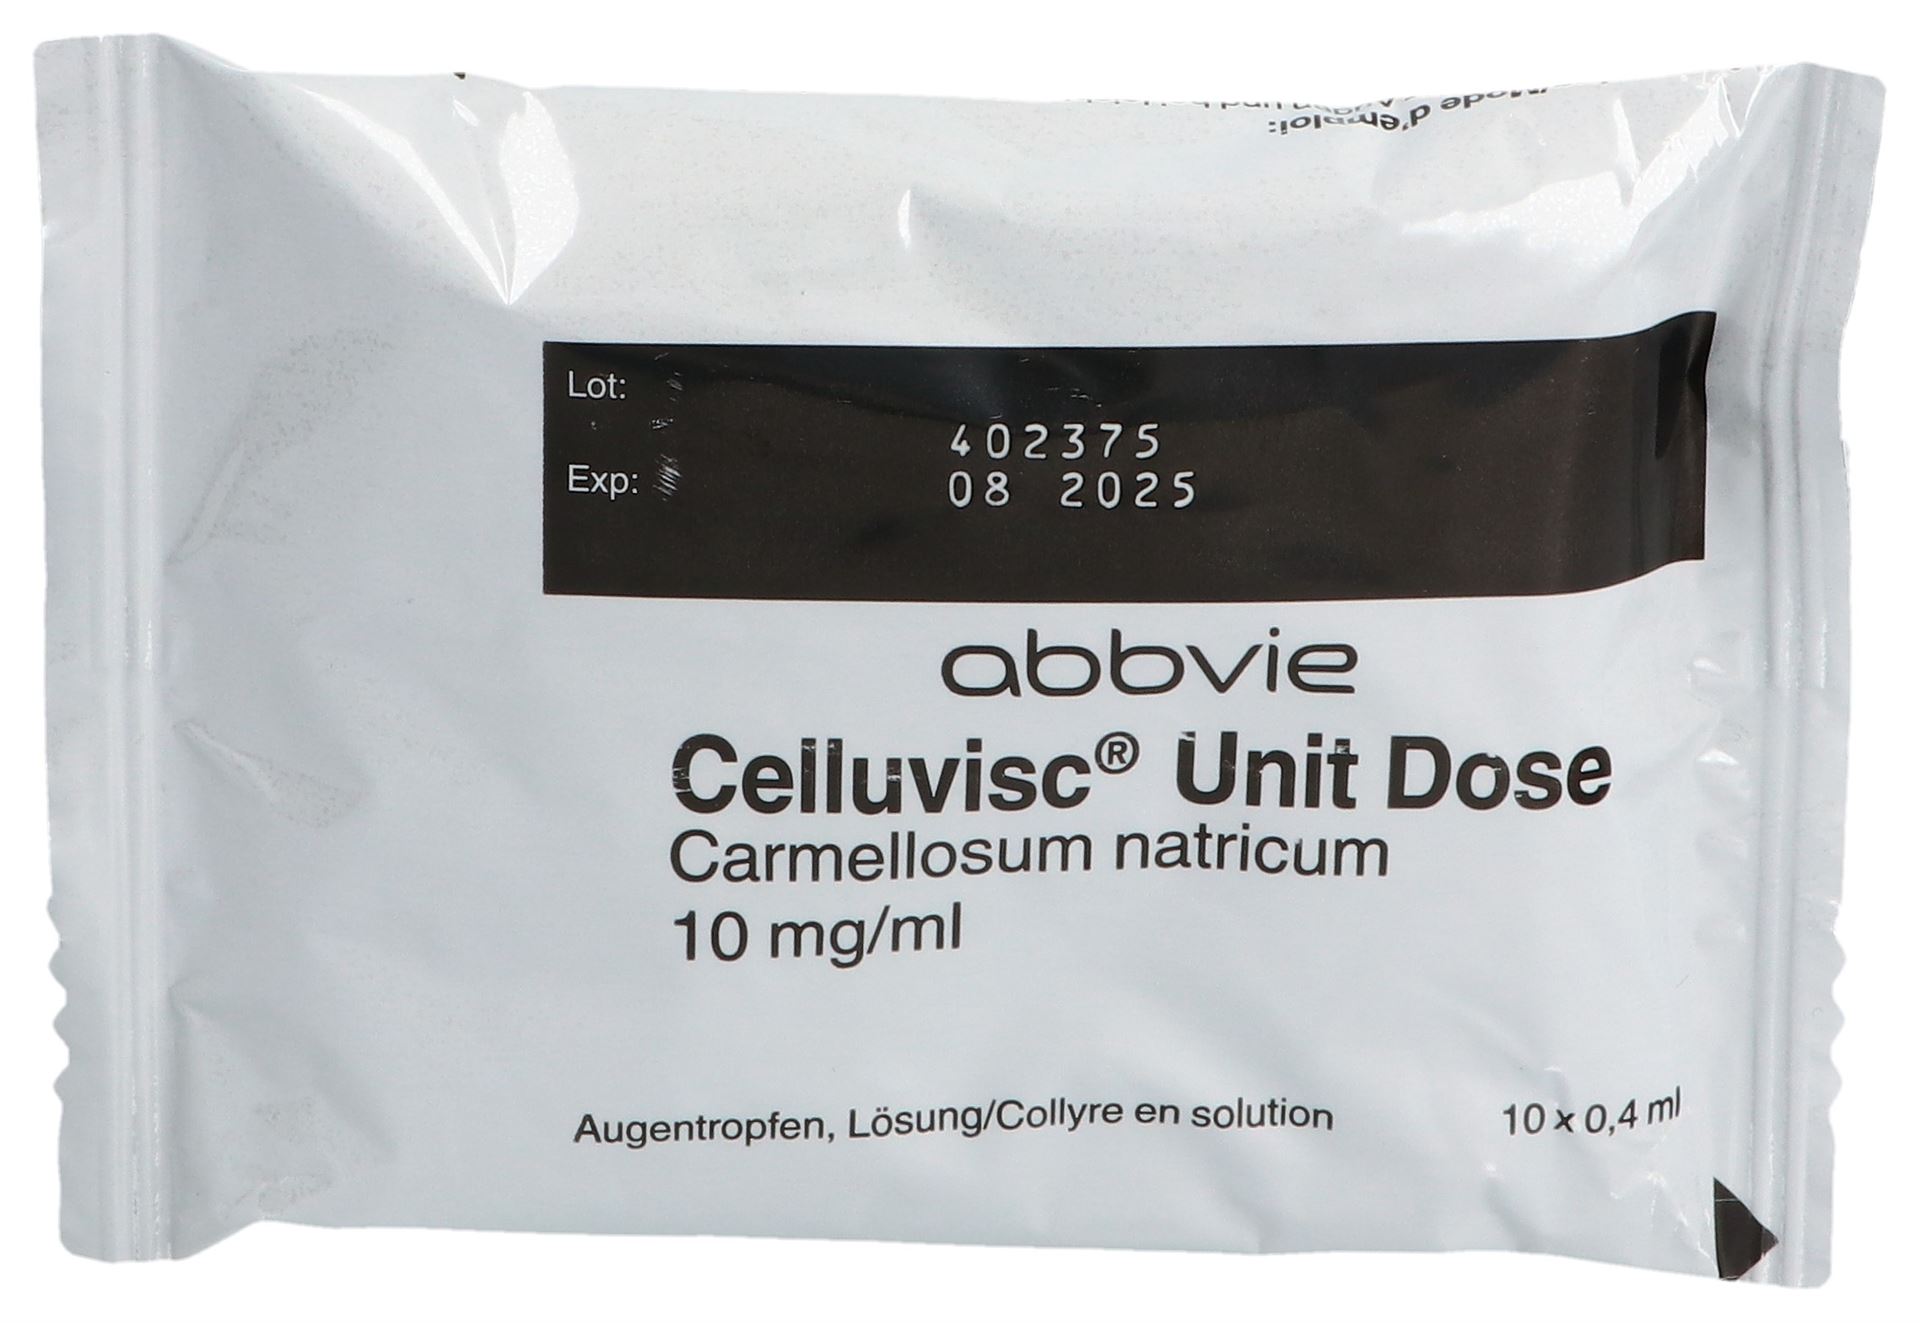 d'emploi:
Lot:
402375
Exp:
08 2025
abbvie
Celluvisc® Unit Dose
Carmellosum natricum
10 mg/ml
Augentropfen, Lösung/Collyre en solution
10 x 0,4 ml